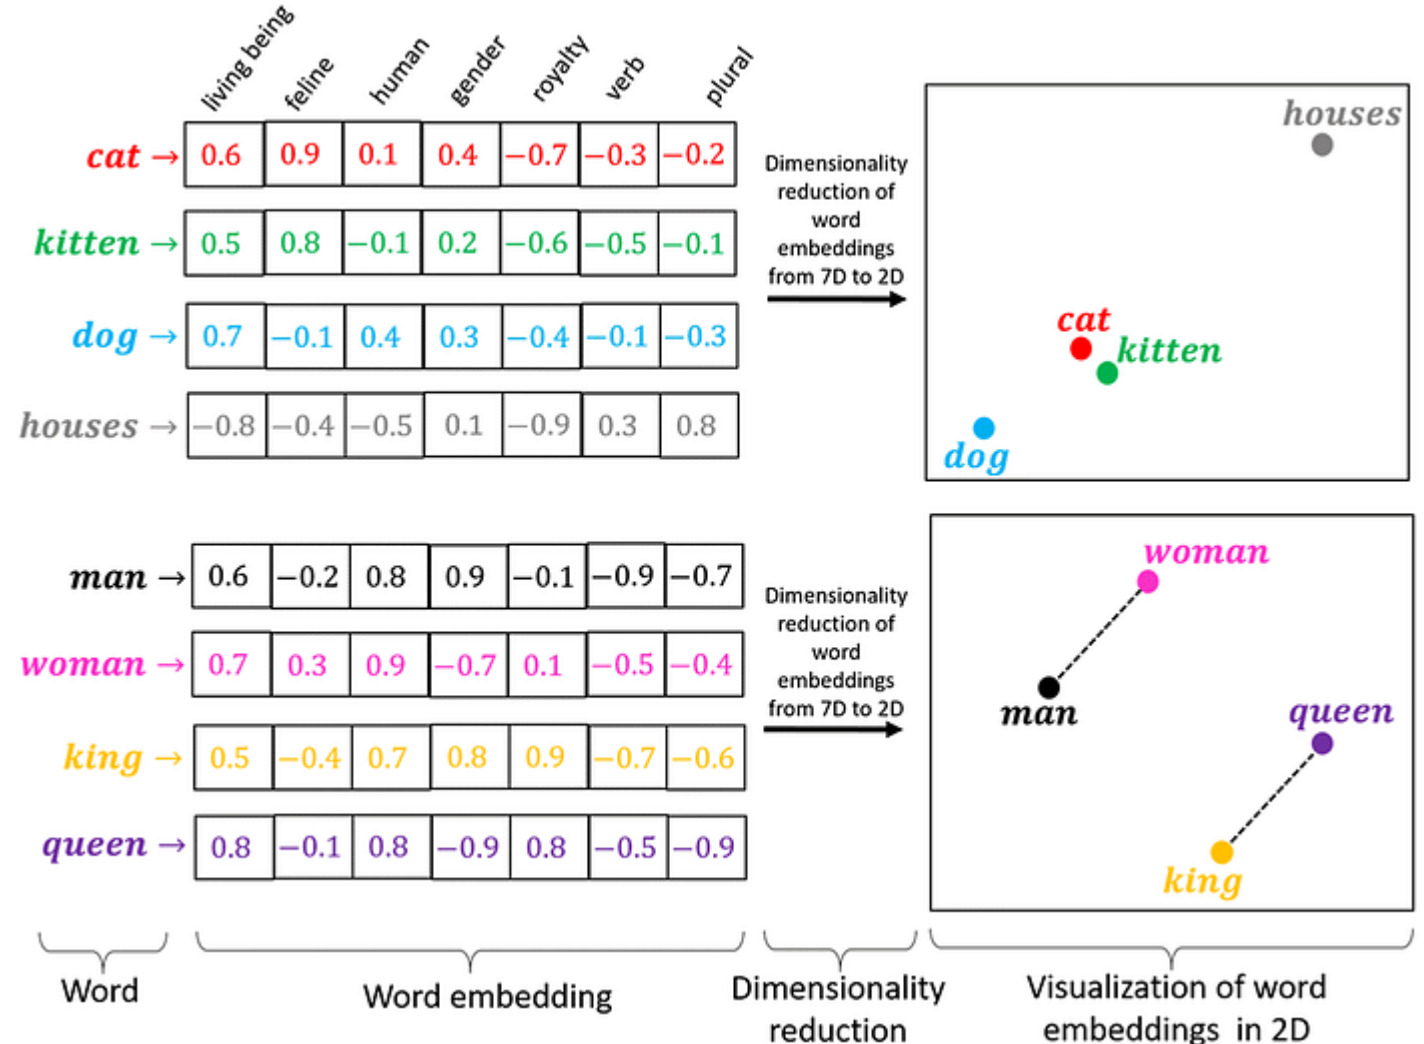 living being feline human gender royalty verb plural
cat → 0.6 0.9 0.1 0.4 −0.7 −0.3 −0.2
kitten → 0.5 0.8 −0.1 0.2 −0.6 −0.5 −0.1
dog → 0.7 −0.1 0.4 0.3 −0.4 −0.1 −0.3
houses → −0.8 −0.4 −0.5 0.1 −0.9 0.3 0.8
Dimensionality
reduction of
word
embeddings
from 7D to 2D
houses
cat
kitten
dog
man → 0.6 −0.2 0.8 0.9 −0.1 −0.9 −0.7
woman → 0.7 0.3 0.9 −0.7 0.1 −0.5 −0.4
king → 0.5 −0.4 0.7 0.8 0.9 −0.7 −0.6
queen → 0.8 −0.1 0.8 −0.9 0.8 −0.5 −0.9
Dimensionality
reduction of
word
embeddings
from 7D to 2D
woman
man
queen
king
Word
Word embedding
Dimensionality
reduction
Visualization of word
embeddings in 2D